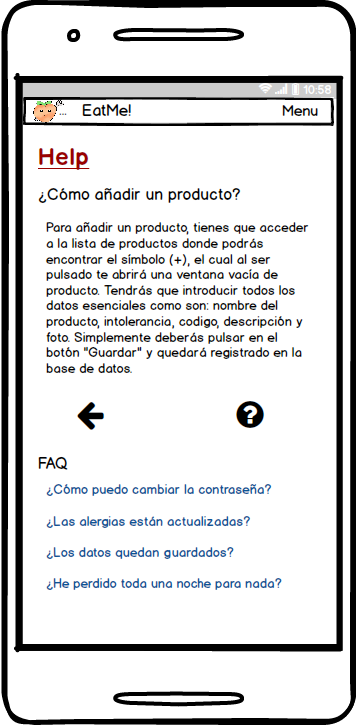 10:58
... EatMe! Menu
Help
¿Cómo añadir un producto?
Para añadir un producto, tienes que acceder
a la lista de productos donde podrás
encontrar el símbolo (+), el cual al ser
pulsado te abrirá una ventana vacía de
producto. Tendrás que introducir todos los
datos esenciales como son: nombre del
producto, intolerancia, codigo, descripción y
foto. Simplemente deberás pulsar en el
botón "Guardar" y quedará registrado en la
base de datos.
?
FAQ
¿Cómo puedo cambiar la contraseña?
¿Las alergias están actualizadas?
¿Los datos quedan guardados?
¿He perdido toda una noche para nada?